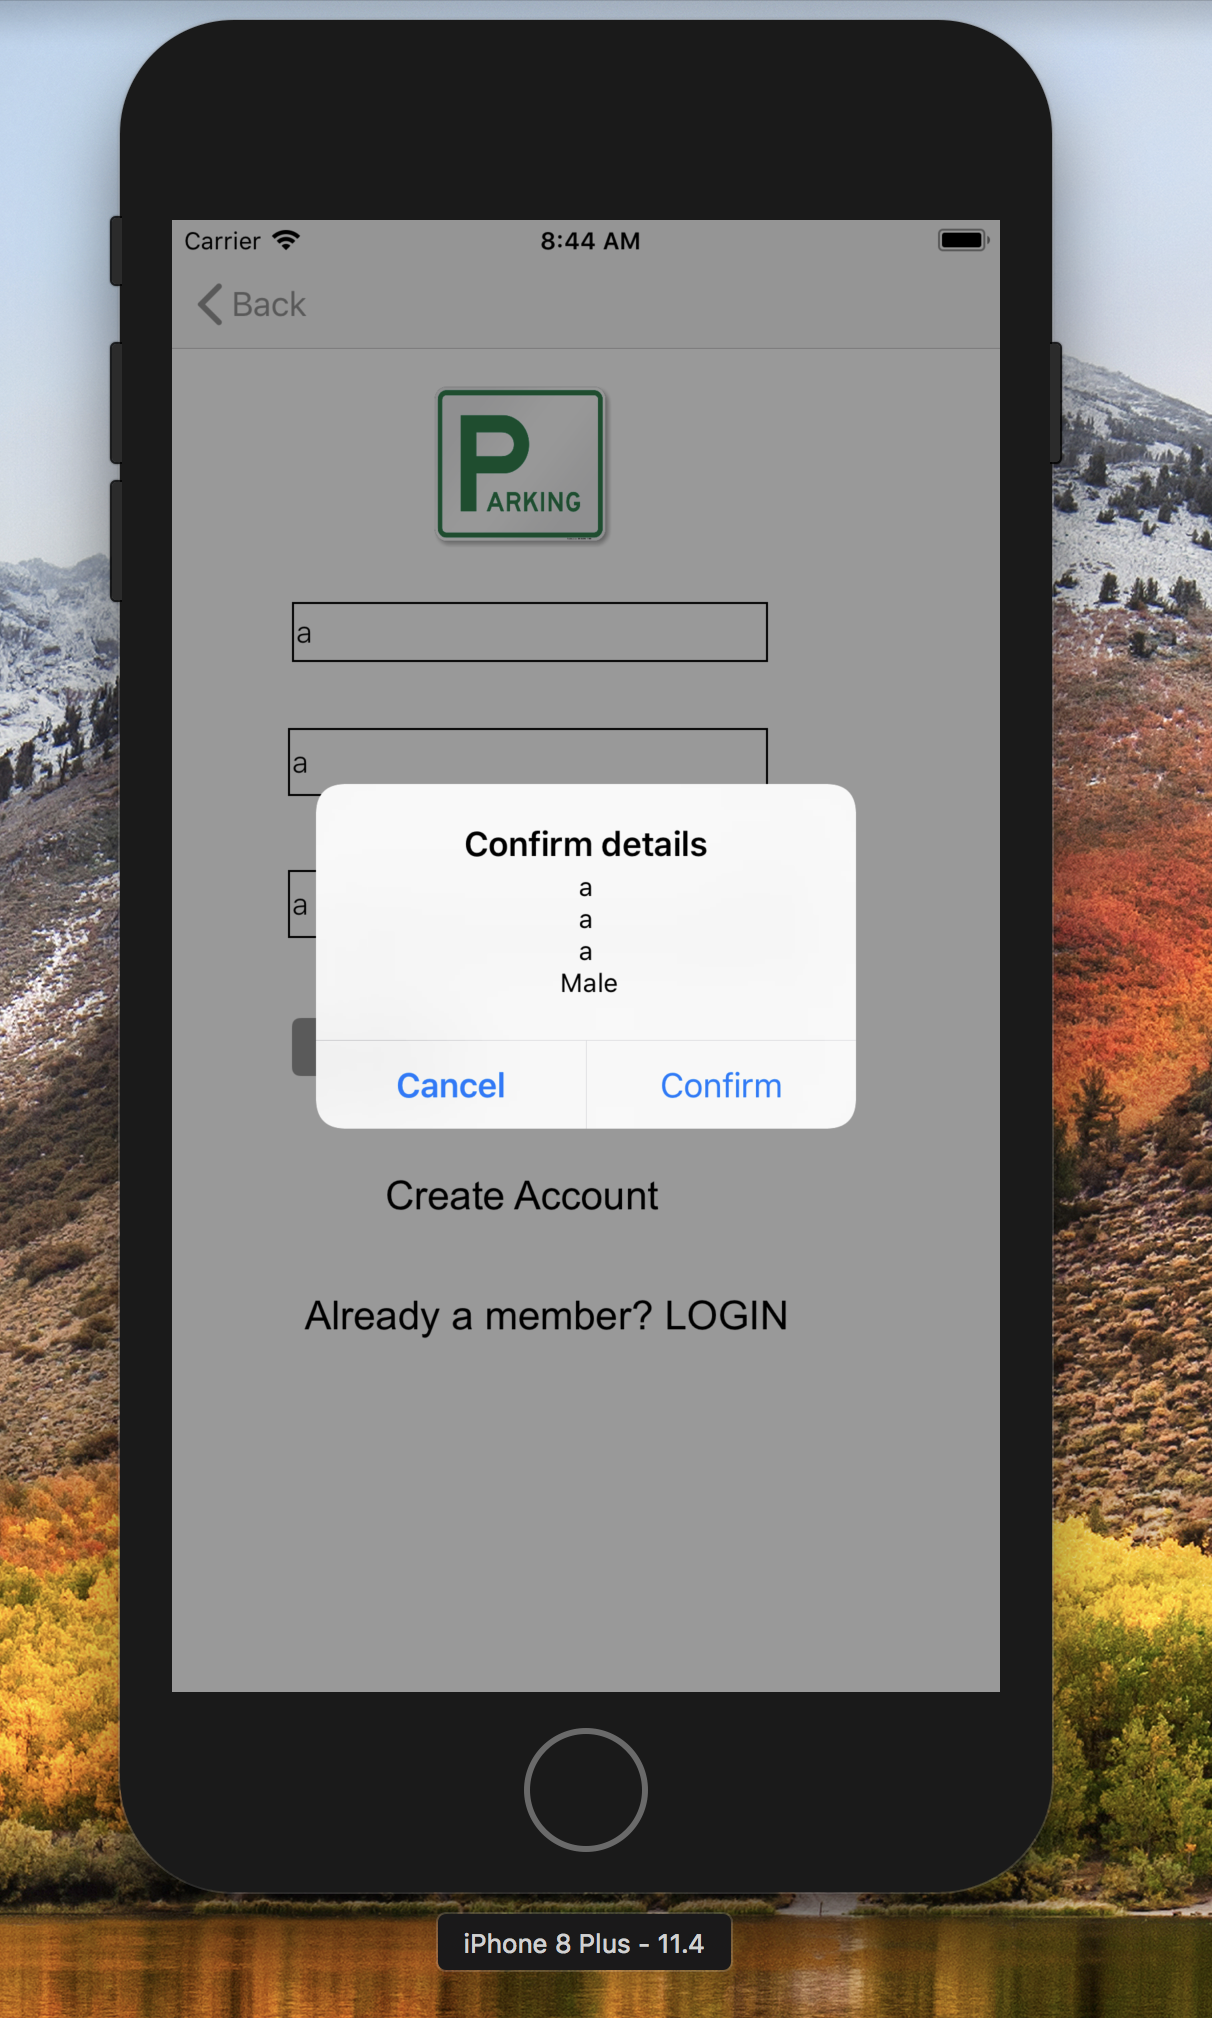 Carrier
8:44 AM
Back
P
ARKING
a
a
a
Confirm details
a
a
a
Male
Cancel
Confirm
Create Account
Already a member? LOGIN
iPhone 8 Plus - 11.4